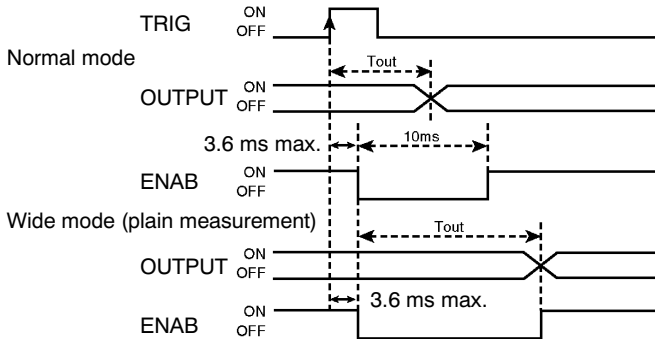 TRIG ON
OFF
Normal mode
Tout
OUTPUT ON
OFF
3.6 ms max. 10ms
ENAB ON
OFF
Wide mode (plain measurement)
Tout
OUTPUT ON
OFF
3.6 ms max.
ENAB ON
OFF